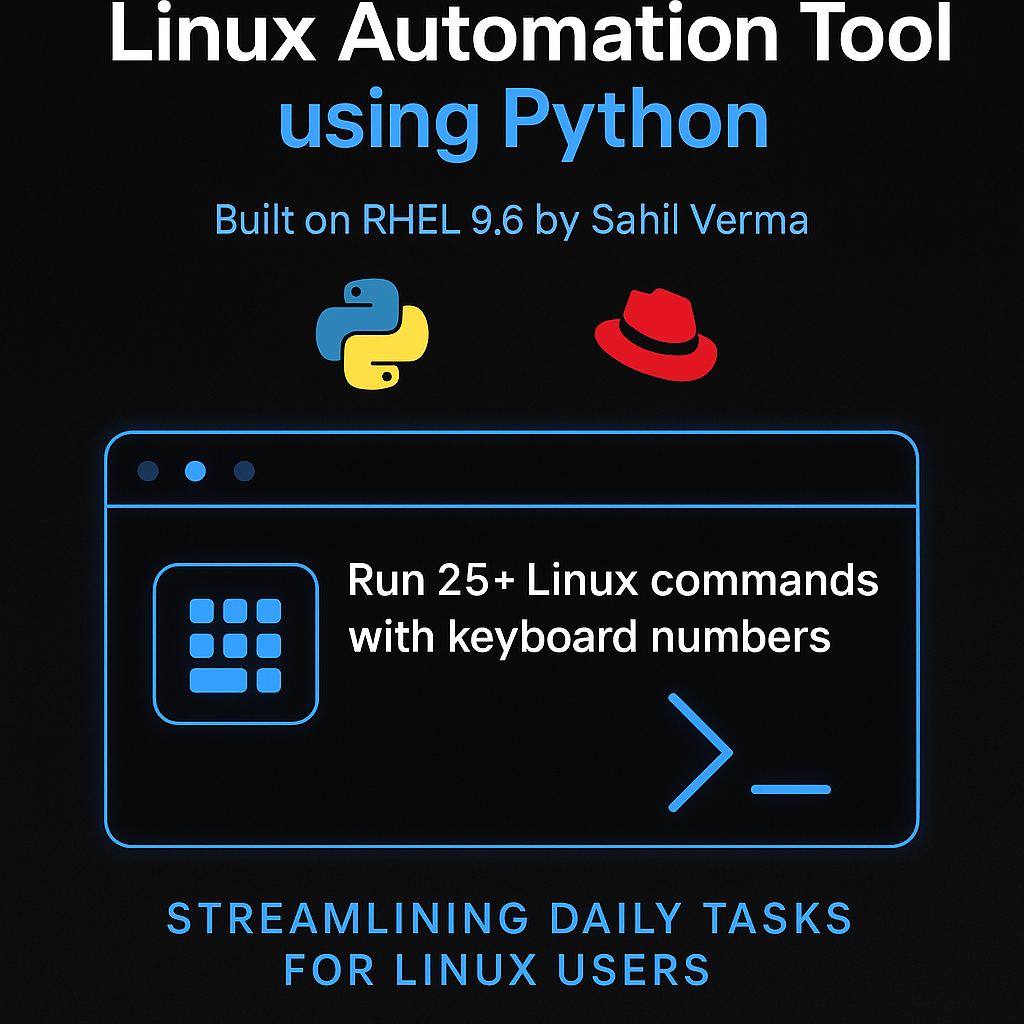 Linux Automation Tool
using Python
Built on RHEL 9.6 by Sahil Verma
Run 25+ Linux commands
with keyboard numbers
STREAMLINING DAILY TASKS
FOR LINUX USERS